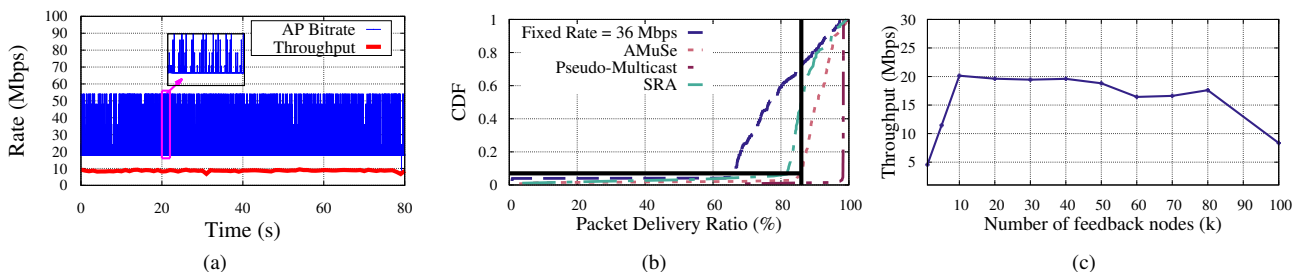 100
90
80
70
60
50
40
30
20
10
0
Rate (Mbps)
AP Bitrate
Throughput
0 20 40 60 80
Time (s)
(a)
1
0.8
0.6
0.4
0.2
0
CDF
Fixed Rate = 36 Mbps
AMuSe
Pseudo-Multicast
SRA
0 20 40 60 80 100
Packet Delivery Ratio (%)
(b)
30
25
20
15
10
5
Throughput (Mbps)
10 20 30 40 50 60 70 80 90 100
Number of feedback nodes (k)
(c)